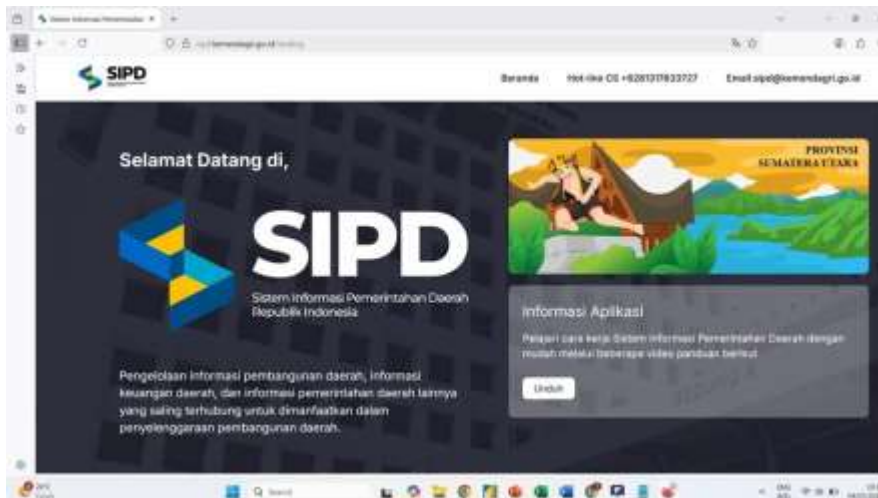 SIPD
Beranda
Hot-line CS +6281317633727
Email sipd@kemendagri.go.id
Selamat Datang di,
SIPD
Sistem Informasi Pemerintahan Daerah
Republik Indonesia
Pengelolaan informasi pembangunan daerah, informasi
keuangan daerah, dan informasi pemerintahan daerah lainnya
yang saling terhubung untuk dimanfaatkan dalam
penyelenggaraan pembangunan daerah.
PROVINSI
SUMATERA UTARA
Informasi Aplikasi
Pelajari cara kerja Sistem Informasi Pemerintahan Daerah dengan
mudah melalui beberapa video panduan berikut
Unduh
Search